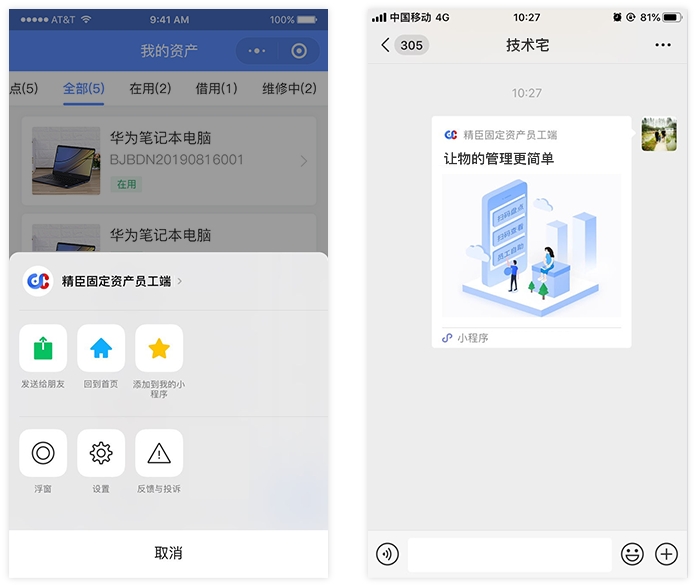 AT&T
9:41 AM
100%
我的资产
点(5)
全部(5)
在用(2)
借用(1)
维修中(2)
华为笔记本电脑
BJBDN20190816001
在用
华为笔记本电脑
精臣固定资产员工端
发送给朋友
回到首页
添加到我的小
程序
浮窗
设置
反馈与投诉
取消
中国移动 4G
10:27
81%
305
技术宅
10:27
精臣固定资产员工端
让物的管理更简单
扫码盘点
扫码查看
员工自助
小程序